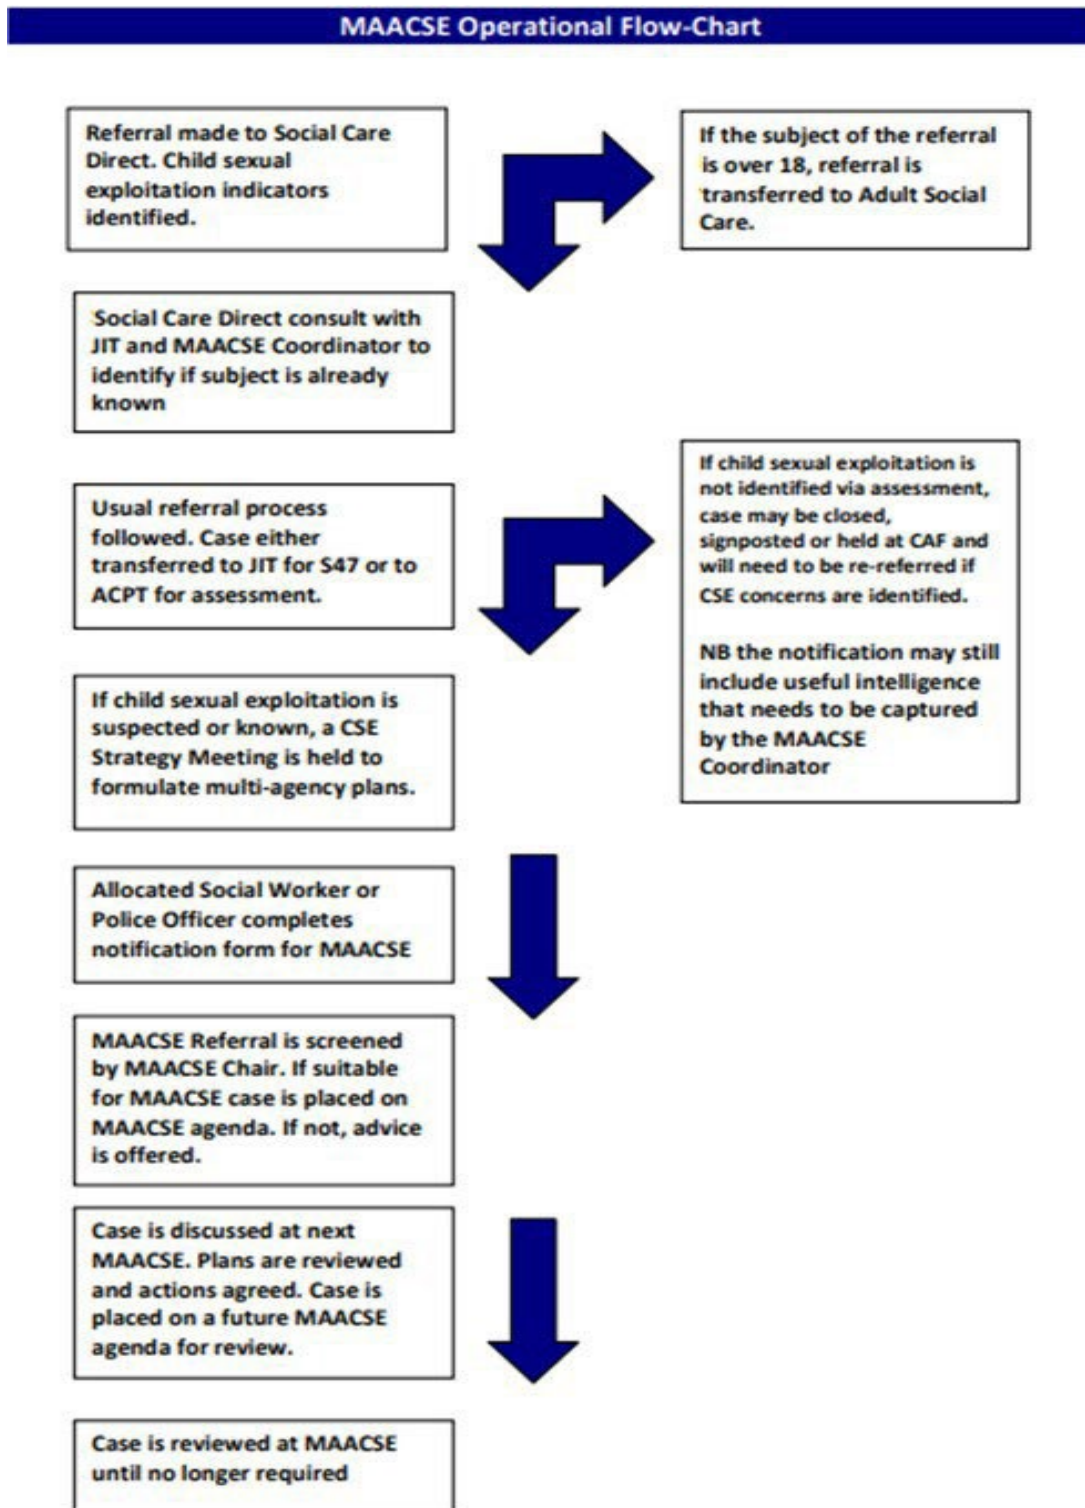 MAACSE Operational Flow-Chart
Referral made to Social Care
Direct. Child sexual
exploitation indicators
identified.
If the subject of the referral
is over 18, referral is
transferred to Adult Social
Care.
Social Care Direct consult with
JIT and MAACSE Coordinator to
identify if subject is already
known
Usual referral process
followed. Case either
transferred to JIT for S47 or to
ACPT for assessment.
If child sexual exploitation is
not identified via assessment,
case may be closed,
signposted or held at CAF and
will need to be re-referred if
CSE concerns are identified.
NB the notification may still
include useful intelligence
that needs to be captured
by the MAACSE
Coordinator
If child sexual exploitation is
suspected or known, a CSE
Strategy Meeting is held to
formulate multi-agency plans.
Allocated Social Worker or
Police Officer completes
notification form for MAACSE
MAACSE Referral is screened
by MAACSE Chair. If suitable
for MAACSE case is placed on
MAACSE agenda. If not, advice
is offered.
Case is discussed at next
MAACSE. Plans are reviewed
and actions agreed. Case is
placed on a future MAACSE
agenda for review.
Case is reviewed at MAACSE
until no longer required